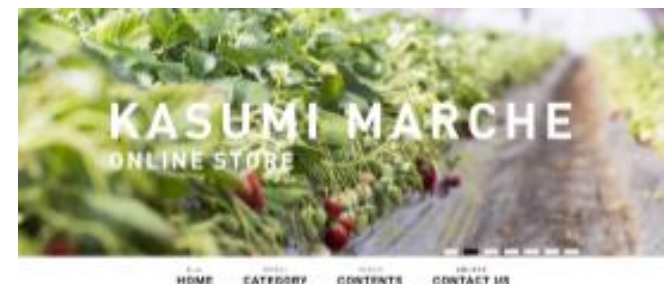 KASUMI MARCHE
ONLINE STORE
HOME CATEGORY CONTENTS CONTACT US